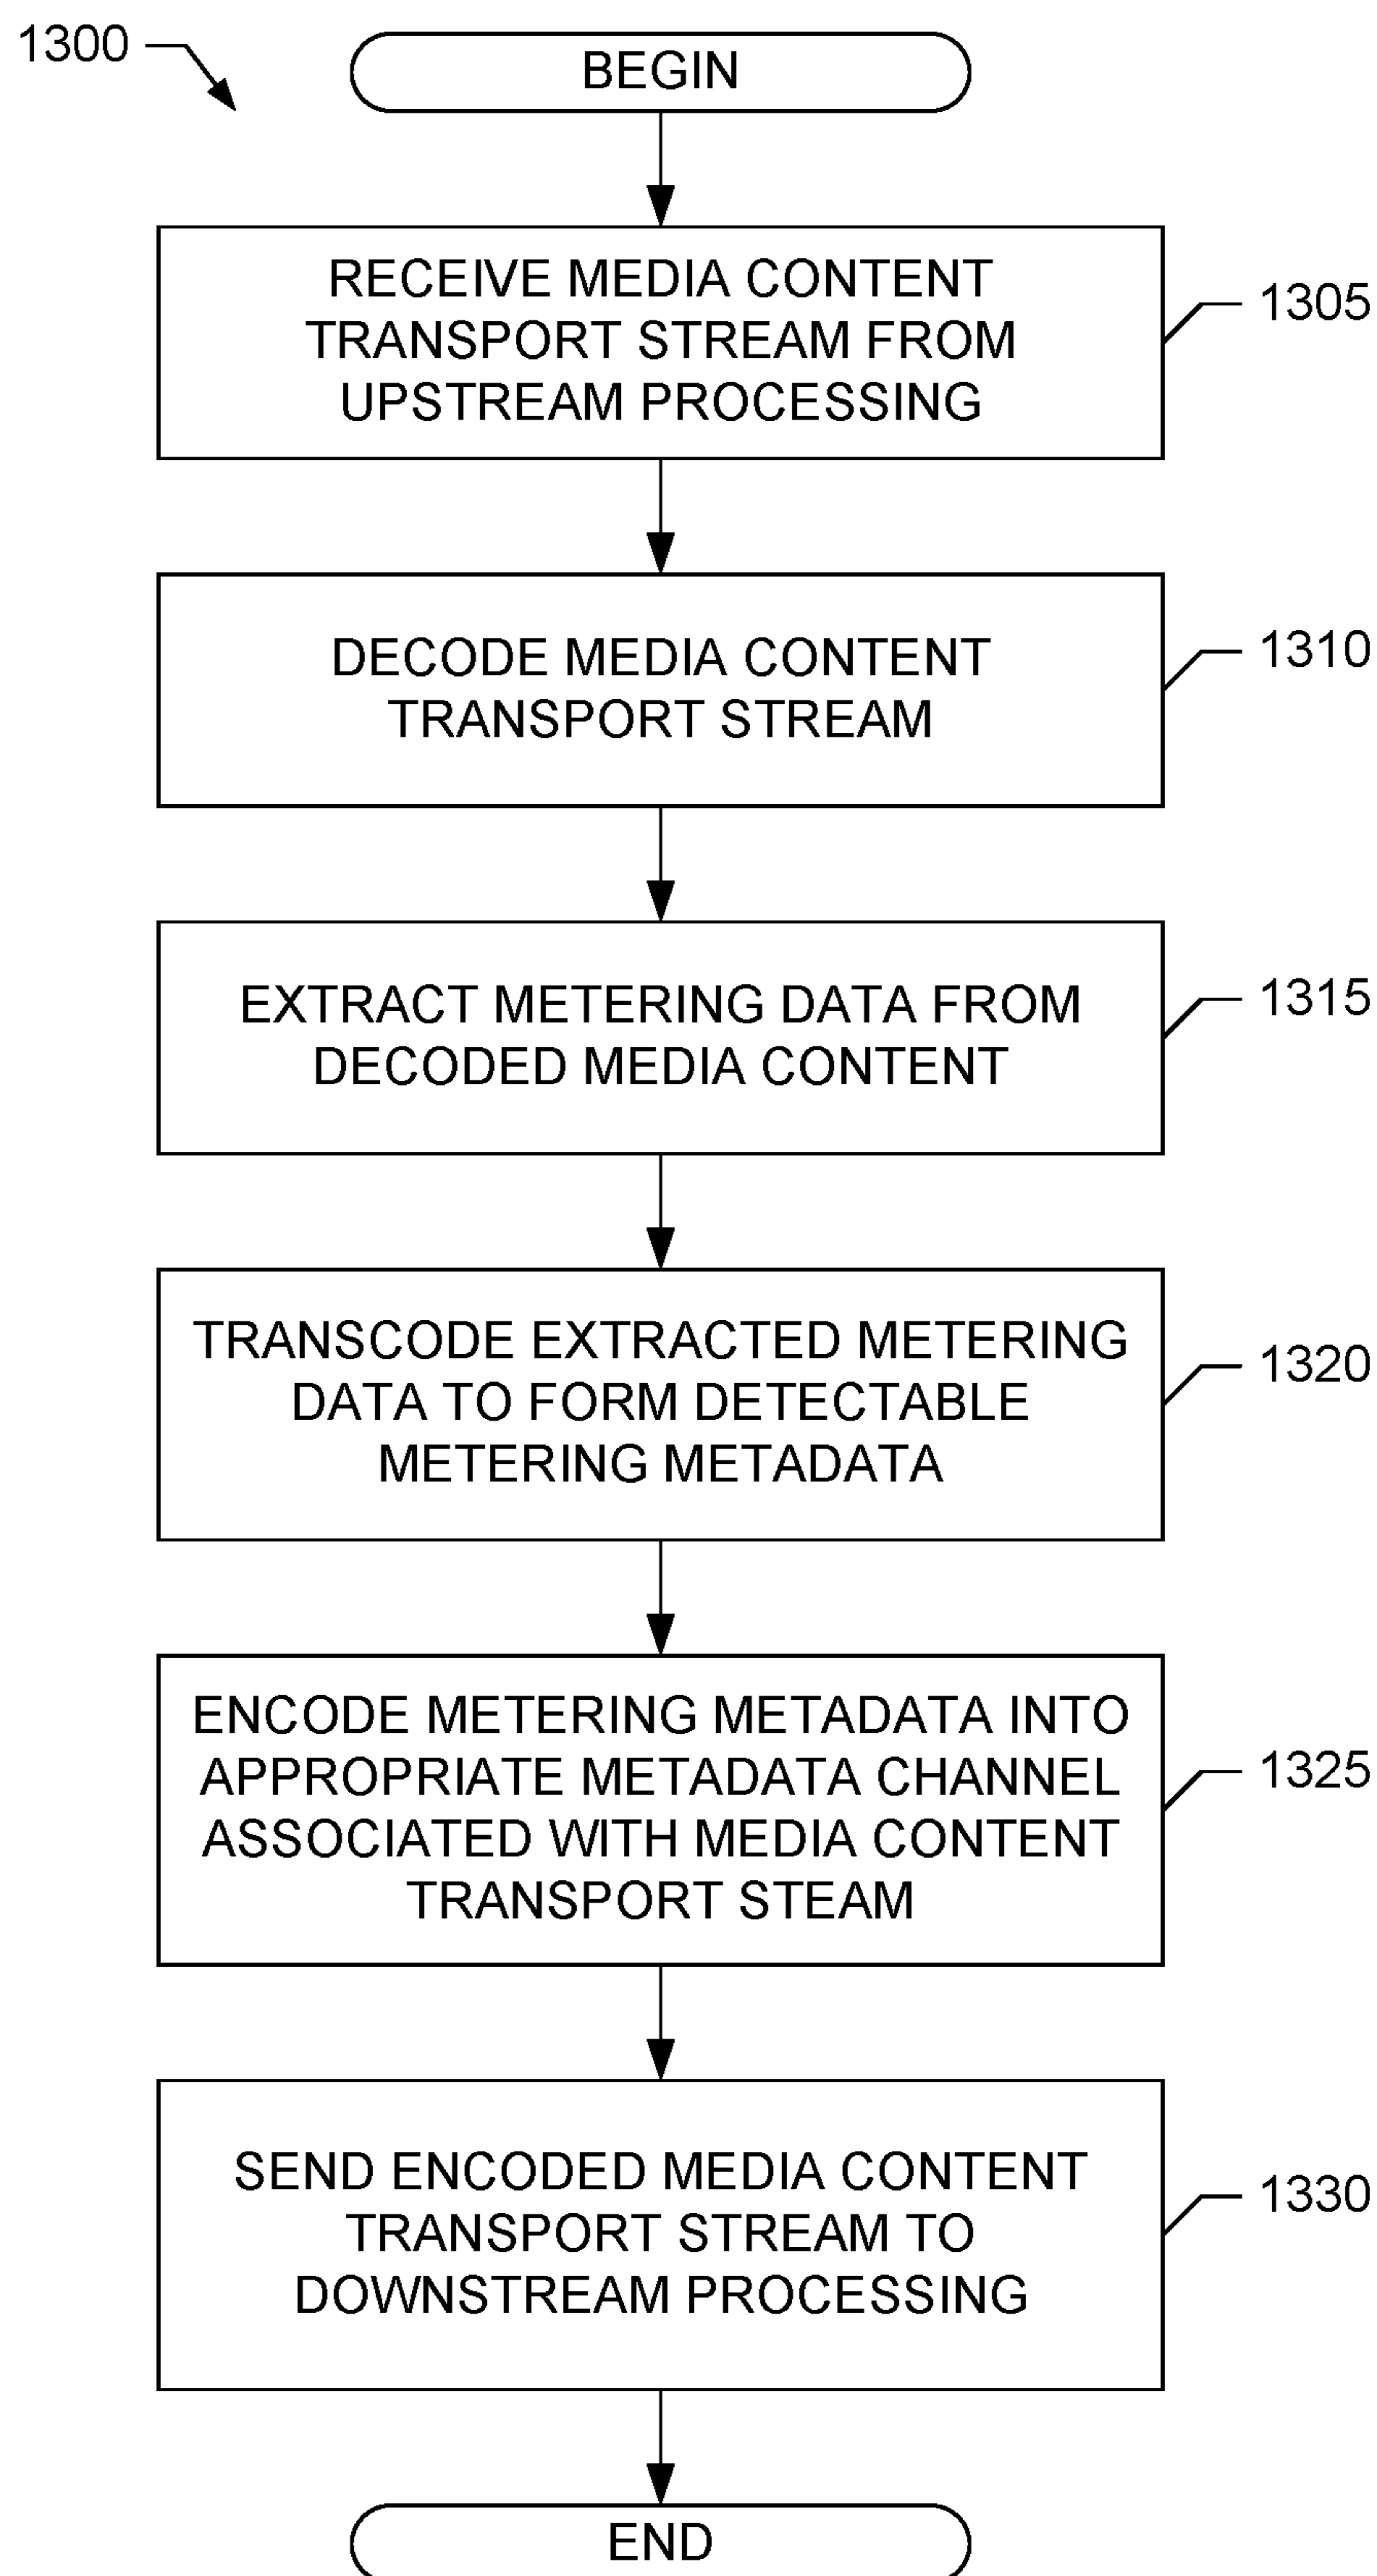 1300
BEGIN
RECEIVE MEDIA CONTENT
TRANSPORT STREAM FROM
UPSTREAM PROCESSING
1305
DECODE MEDIA CONTENT
TRANSPORT STREAM
1310
EXTRACT METERING DATA FROM
DECODED MEDIA CONTENT
1315
TRANSCODE EXTRACTED METERING
DATA TO FORM DETECTABLE
METERING METADATA
1320
ENCODE METERING METADATA INTO
APPROPRIATE METADATA CHANNEL
ASSOCIATED WITH MEDIA CONTENT
TRANSPORT STEAM
1325
SEND ENCODED MEDIA CONTENT
TRANSPORT STREAM TO
DOWNSTREAM PROCESSING
1330
END